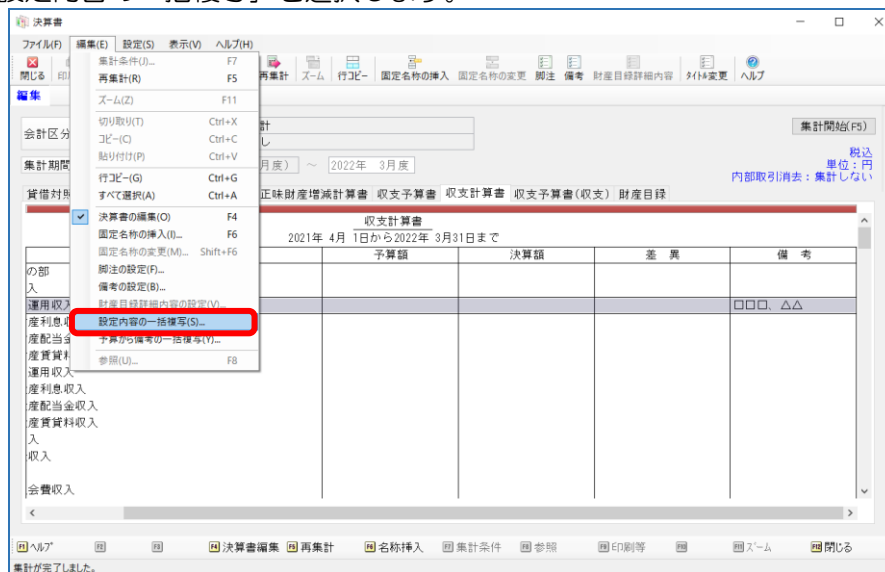 設定内容の一括複写」を選択します。
決算書
ファイル(F) 編集(E) 設定(S) 表示(V) ヘルプ(H)
閉じる 再集計 ズーム 行コピー 固定名称の挿入 固定名称の変更 脚注 備考 財産目録詳細内容 タイトル変更 ヘルプ
編集
集計条件(J)... F7
再集計(R) F5
ズーム(Z) F11
切り取り(T) Ctrl+X
コピー(C) Ctrl+C
貼り付け(P) Ctrl+V
行コピー(G) Ctrl+G
すべて選択(A) Ctrl+A
決算書の編集(O) F4
固定名称の挿入(I)... F6
固定名称の変更(M)... Shift+F6
脚注の設定(F)...
備考の設定(B)...
財産目録詳細内容の設定(V)...
設定内容の一括複写(S)...
予算から備考の一括複写(Y)...
参照(U)... F8
会計区分
集計開始(F5)
税込
集計期間 月度) ～ 2022年 3月度
単位：円
内部取引消去：集計しない
貸借対 正味財産増減計算書 収支予算書 収支計算書 収支予算書(収支) 財産目録
収支計算書
2021年 4月 1日から2022年 3月31日まで
予算額 決算額 差 異 備 考
の部
入
運用収入 □□□、△△
産利息収
産配当金
産賃貸料
運用収入
産利息収入
産配当金収入
産賃貸料収入
入
収入
会費収入
F1 ヘルプ F2 F3 F4 決算書編集 F5 再集計 F6 名称挿入 F7 集計条件 F8 参照 F9 印刷等 F10 F11 ズーム F12 閉じる
集計が完了しました。